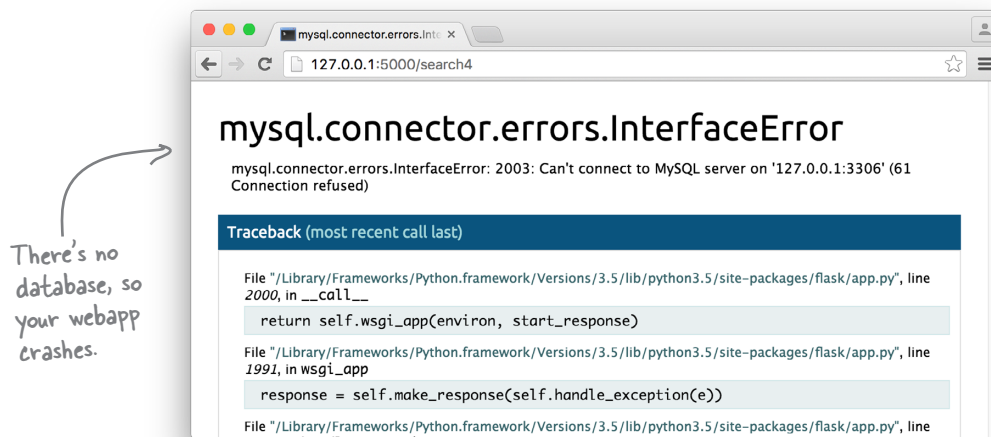 mysql.connector.errors.Inte
127.0.0.1:5000/search4
mysql.connector.errors.InterfaceError
mysql.connector.errors.InterfaceError: 2003: Can't connect to MySQL server on '127.0.0.1:3306' (61
Connection refused)
Traceback (most recent call last)
File "/Library/Frameworks/Python.framework/Versions/3.5/lib/python3.5/site-packages/flask/app.py", line
2000, in __call__
return self.wsgi_app(environ, start_response)
File "/Library/Frameworks/Python.framework/Versions/3.5/lib/python3.5/site-packages/flask/app.py", line
1991, in wsgi_app
response = self.make_response(self.handle_exception(e))
File "/Library/Frameworks/Python.framework/Versions/3.5/lib/python3.5/site-packages/flask/app.py", line
There's no
database, so
your webapp
crashes.